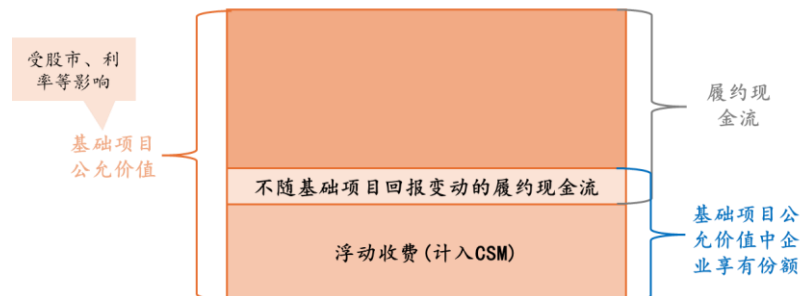 受股市、利
率等影响
基础项目
公允价值
履约现
金流
不随基础项目回报变动的履约现金流
浮动收费(计入CSM)
基础项目公
允价值中企
业享有份额